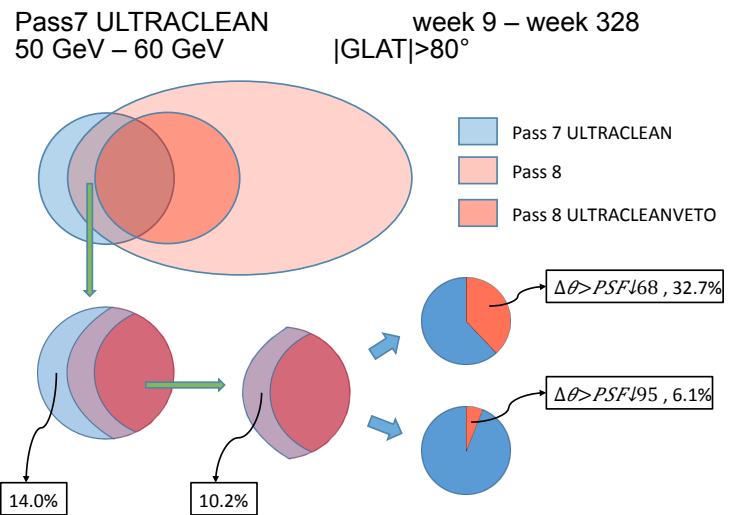 Pass7 ULTRACLEAN week 9 – week 328
50 GeV – 60 GeV |GLAT|>80°
Pass 7 ULTRACLEAN
Pass 8
Pass 8 ULTRACLEANVETO
Δθ>PSF↓68 , 32.7%
Δθ>PSF↓95 , 6.1%
14.0%
10.2%